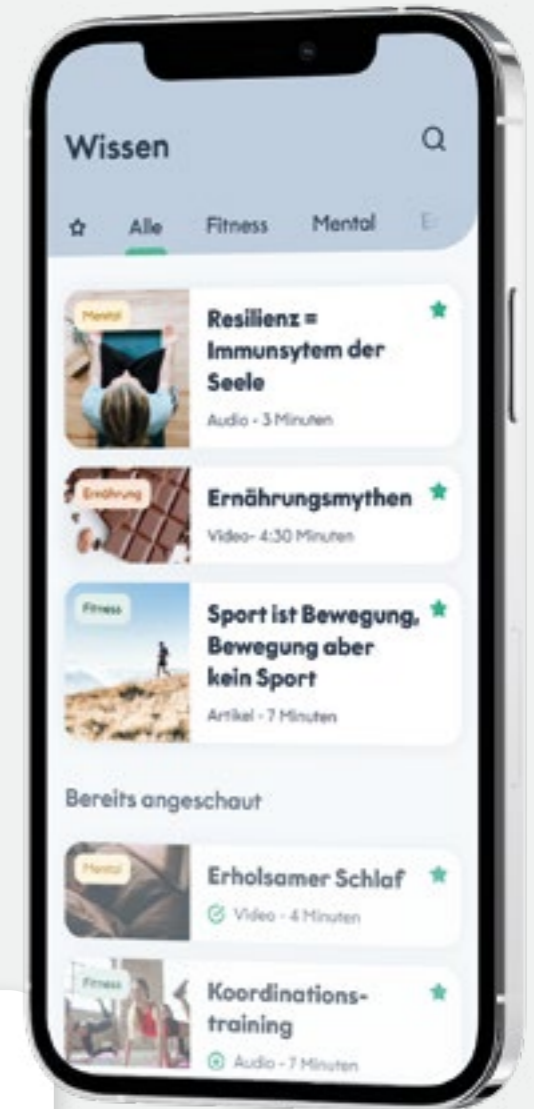 Wissen
Alle Fitness Mental
Mental
Resilienz =
Immunsytem der
Seele
Audio - 3 Minuten
Ernährung
Ernährungsmythen
Video- 4:30 Minuten
Fitness
Sport ist Bewegung,
Bewegung aber
kein Sport
Artikel - 7 Minuten
Bereits angeschaut
Mental
Erholsamer Schlaf
Video - 4 Minuten
Fitness
Koordinations-
training
Audio - 7 Minuten